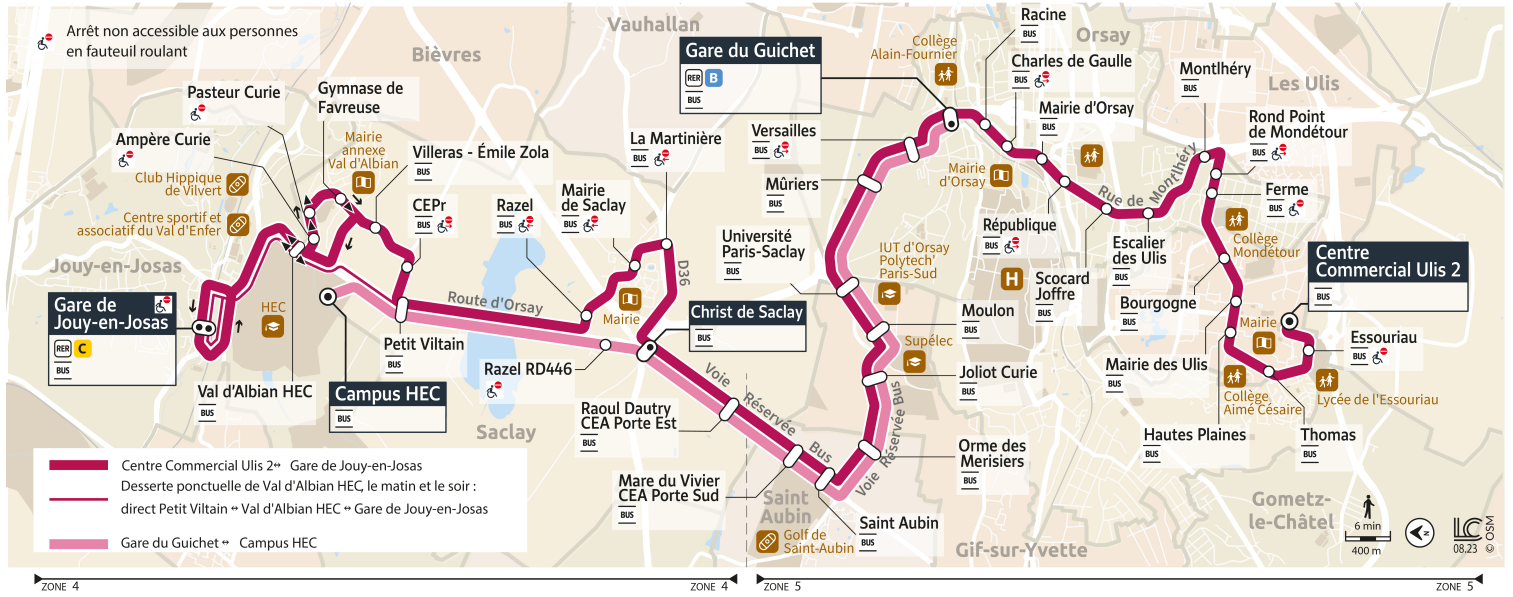 Arrêt non accessible aux personnes
en fauteuil roulant
Bièvres
Vauhallan
Orsay
Les Ulis
Jouy-en-Josas
Saclay
Saint
Aubin
Gif-sur-Yvette
Gometz-
le-Châtel
Gare de
Jouy-en-Josas
RER C
BUS
Val d'Albian HEC
BUS
Ampère Curie
Pasteur Curie
Gymnase de
Favreuse
Mairie
annexe
Val d'Albian
Club Hippique
de Vilvert
Centre sportif et
associatif du Val d'Enfer
HEC
Villeras - Émile Zola
BUS
CEPr
BUS
Petit Viltain
BUS
Campus HEC
BUS
Route d'Orsay
Razel
BUS
Mairie
de Saclay
BUS
La Martinière
BUS
D36
Mairie
Razel RD446
Christ de Saclay
BUS
Raoul Dautry
CEA Porte Est
BUS
Mare du Vivier
CEA Porte Sud
BUS
Voie
Réservée
Bus
Saint Aubin
BUS
Golf de
Saint-Aubin
Voie
Réservée Bus
Orme des
Merisiers
BUS
Joliot Curie
BUS
Supélec
Moulon
BUS
IUT d'Orsay
Polytech'
Paris-Sud
Université
Paris-Saclay
BUS
Mûriers
BUS
Versailles
BUS
Gare du Guichet
RER B
BUS
Collège
Alain-Fournier
Racine
BUS
Charles de Gaulle
BUS
Mairie d'Orsay
BUS
Mairie
d'Orsay
République
BUS
H
Scocard
Joffre
BUS
Rue de Montlhéry
Escalier
des Ulis
BUS
Montlhéry
BUS
Rond Point
de Mondétour
BUS
Ferme
BUS
Collège
Mondétour
Bourgogne
BUS
Mairie des Ulis
BUS
Hautes Plaines
BUS
Collège
Aimé Césaire
Mairie
Thomas
BUS
Lycée de l'Essouriau
Essouriau
BUS
Centre
Commercial Ulis 2
BUS
Centre Commercial Ulis 2↔ Gare de Jouy-en-Josas
Desserte ponctuelle de Val d'Albian HEC, le matin et le soir :
direct Petit Viltain ↔ Val d'Albian HEC ↔ Gare de Jouy-en-Josas
Gare du Guichet ↔ Campus HEC
6 min
400 m
N
LC
08.23
© OSM
ZONE 4
ZONE 4
ZONE 5
ZONE 5